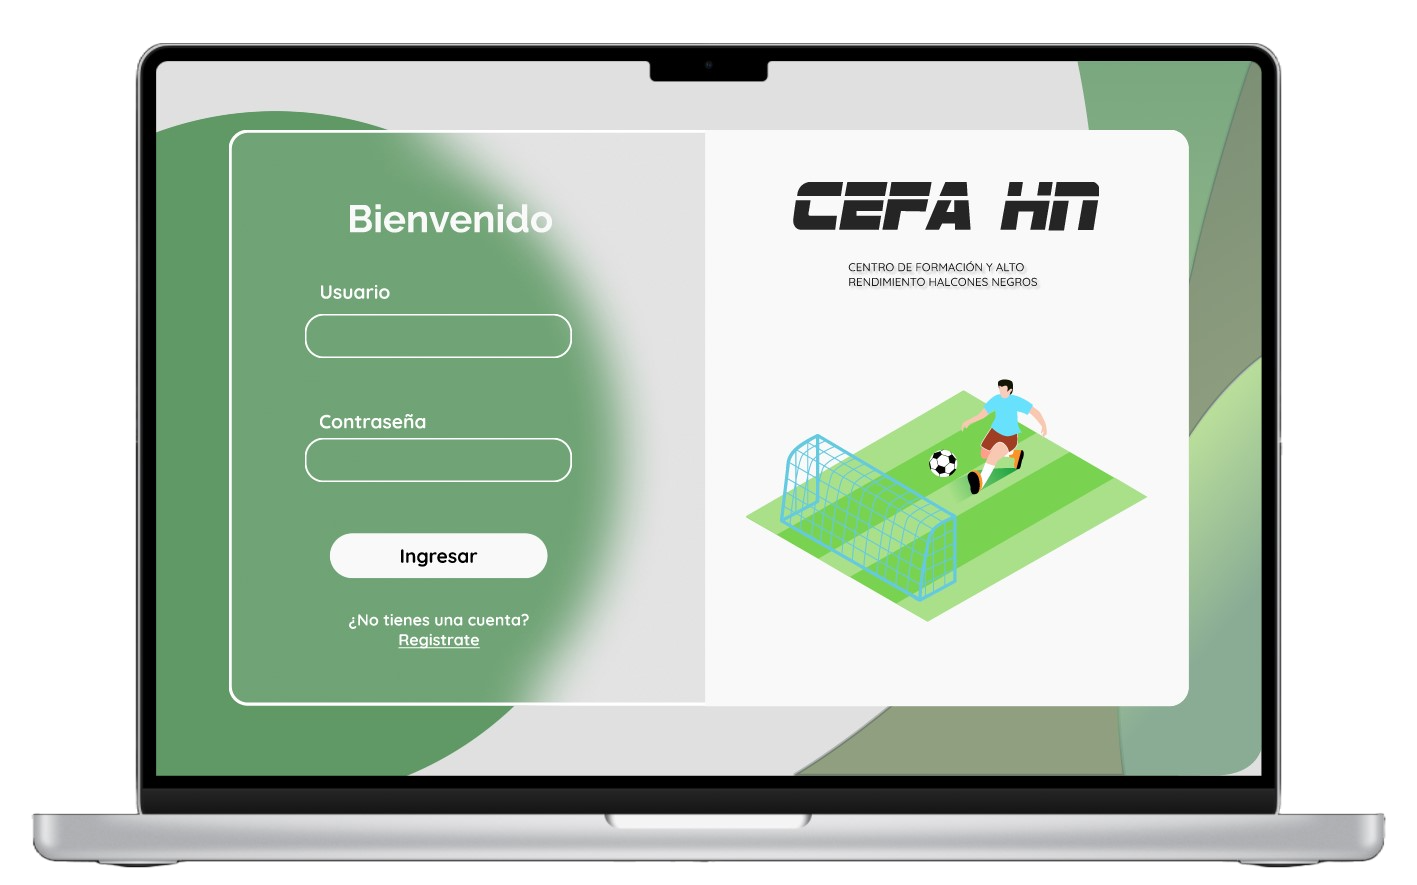 Bienvenido
Usuario
Contraseña
Ingresar
¿No tienes una cuenta?
Registrate
CEFA HN
CENTRO DE FORMACIÓN Y ALTO
RENDIMIENTO HALCONES NEGROS